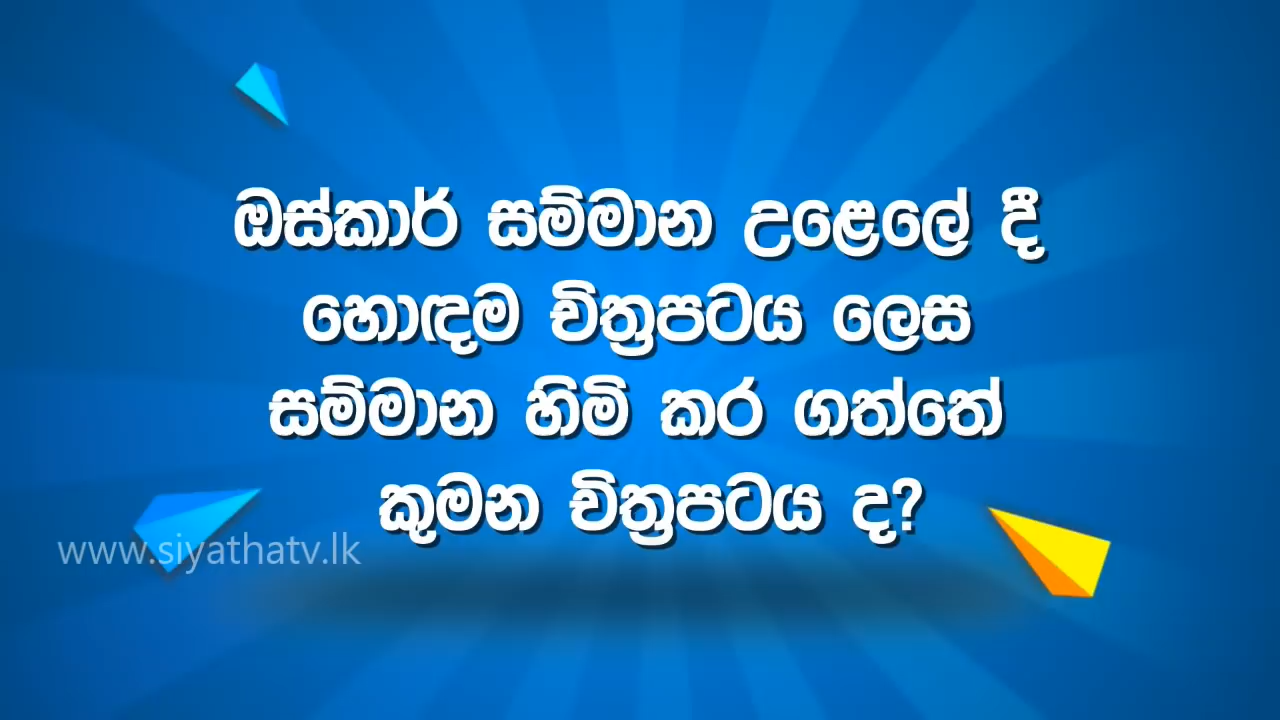 ඔස්කාර් සම්මාන උළෙලේ දී
හොඳම චිත්‍රපටය ලෙස
සම්මාන හිමි කර ගත්තේ
කුමන චිත්‍රපටය ද?
www.siyathatv.lk